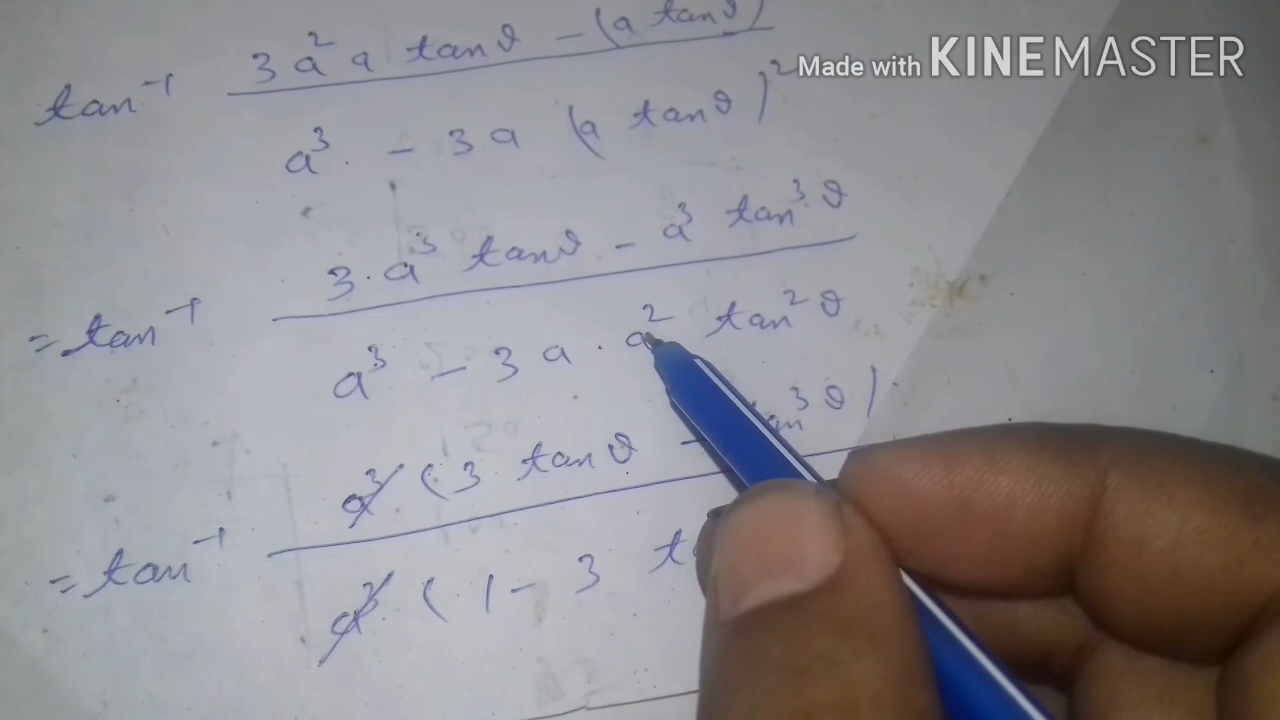 Made with KINEMASTER
tan⁻¹ 3a² a tanθ - (a tanθ)
a³ - 3a (a tanθ)²
= tan⁻¹ 3.a³ tanθ - a³ tan³θ
a³ - 3a . a² tan²θ
= tan⁻¹ a³ (3 tanθ - tan³θ)
a³ (1 - 3